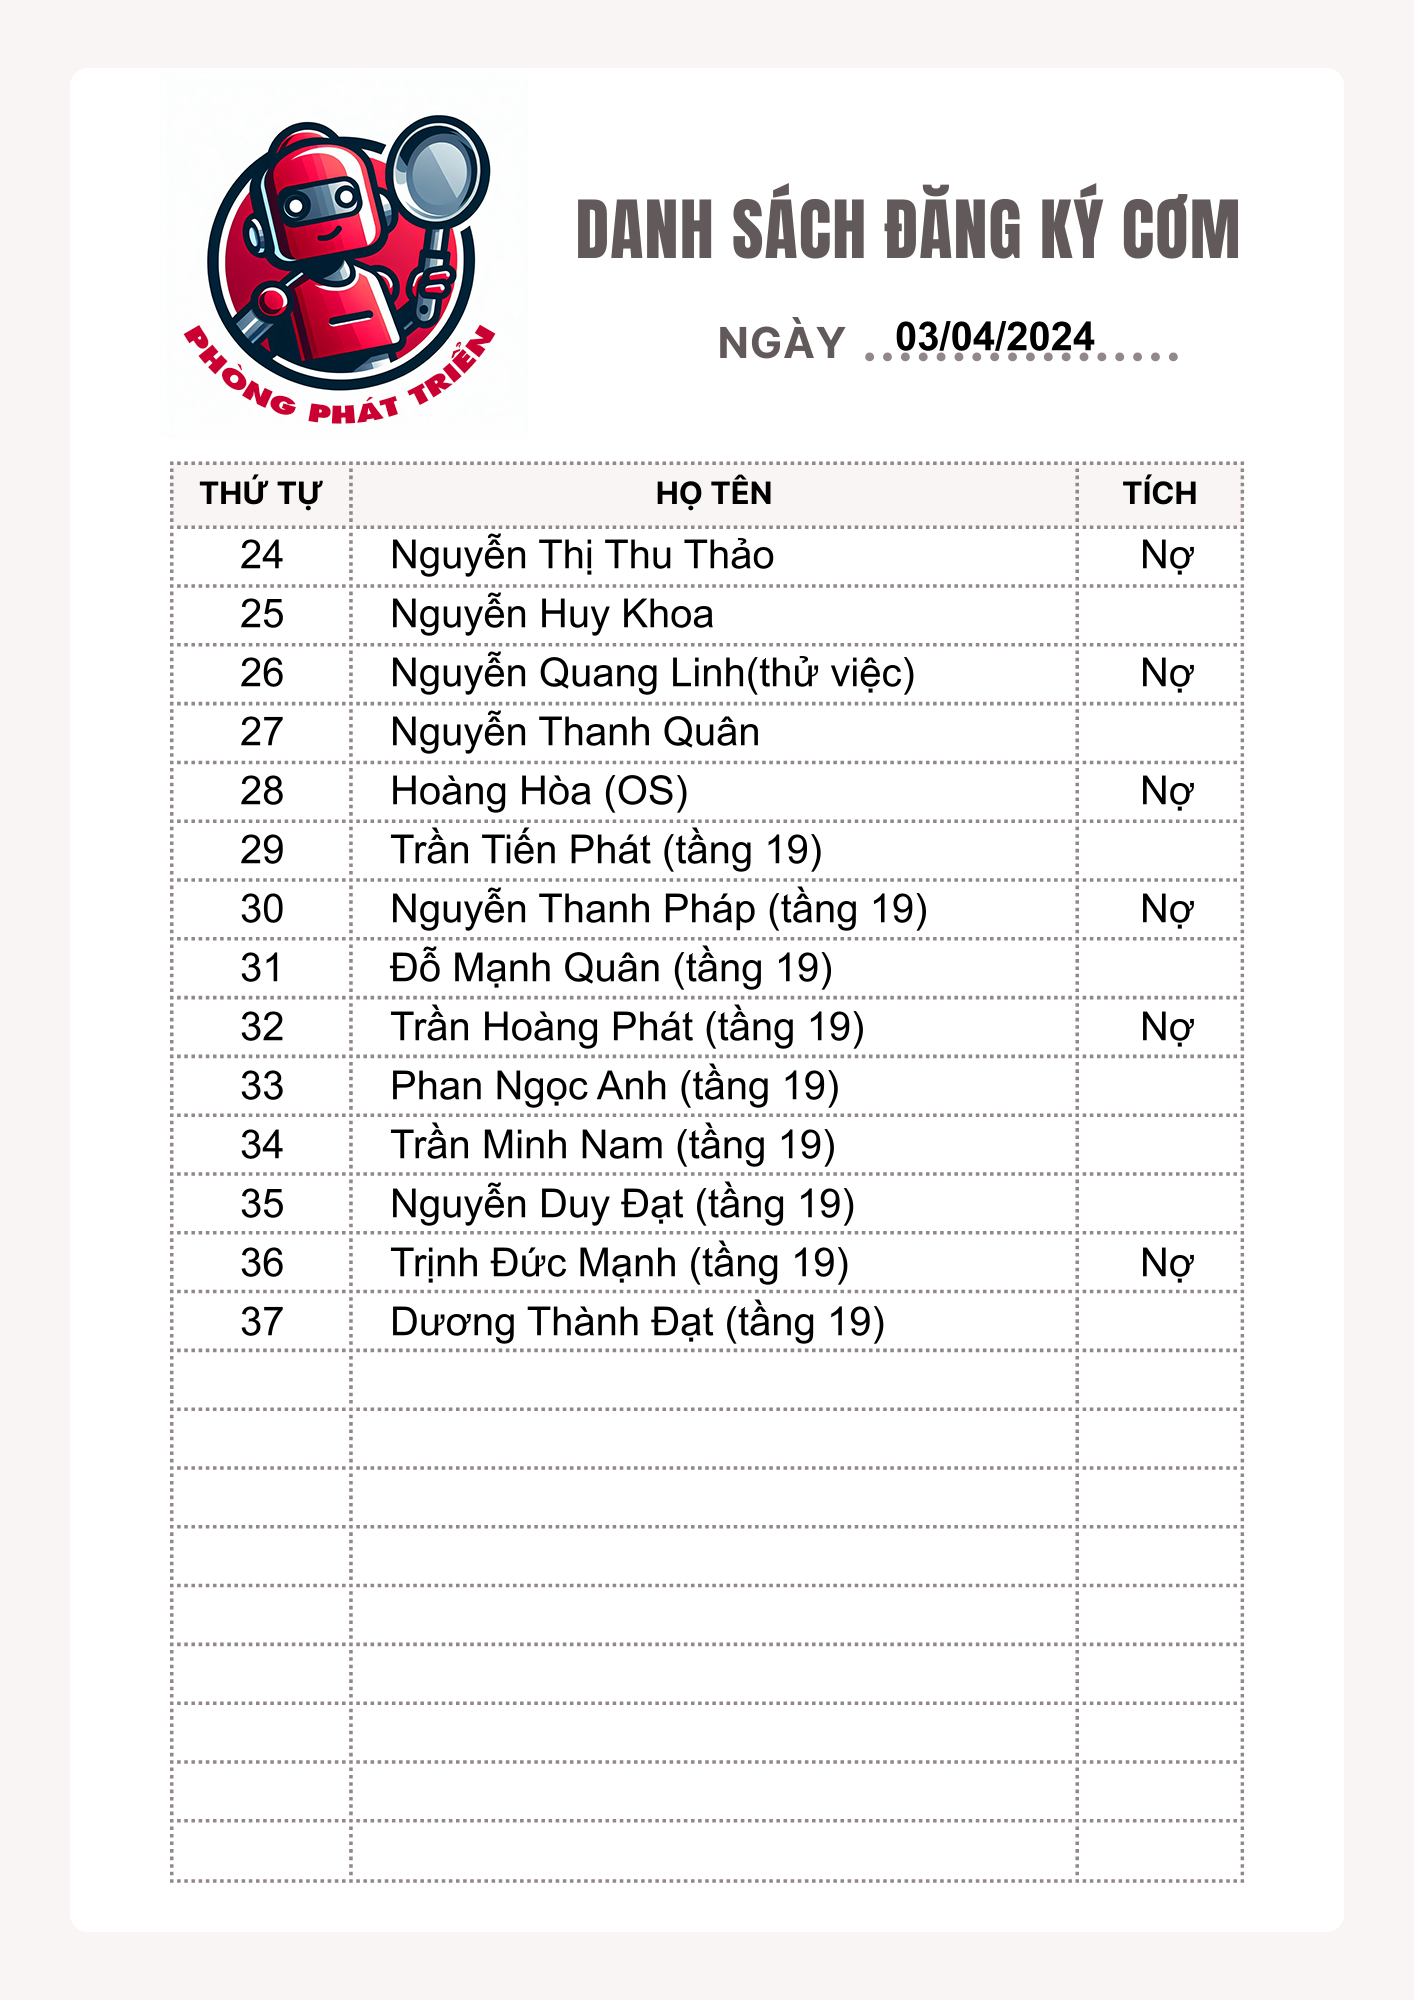 PHÒNG PHÁT TRIỂN
DANH SÁCH ĐĂNG KÝ CƠM
NGÀY 03/04/2024
THỨ TỰ HỌ TÊN TÍCH
24 Nguyễn Thị Thu Thảo Nợ
25 Nguyễn Huy Khoa
26 Nguyễn Quang Linh(thử việc) Nợ
27 Nguyễn Thanh Quân
28 Hoàng Hòa (OS) Nợ
29 Trần Tiến Phát (tầng 19)
30 Nguyễn Thanh Pháp (tầng 19) Nợ
31 Đỗ Mạnh Quân (tầng 19)
32 Trần Hoàng Phát (tầng 19) Nợ
33 Phan Ngọc Anh (tầng 19)
34 Trần Minh Nam (tầng 19)
35 Nguyễn Duy Đạt (tầng 19)
36 Trịnh Đức Mạnh (tầng 19) Nợ
37 Dương Thành Đạt (tầng 19)